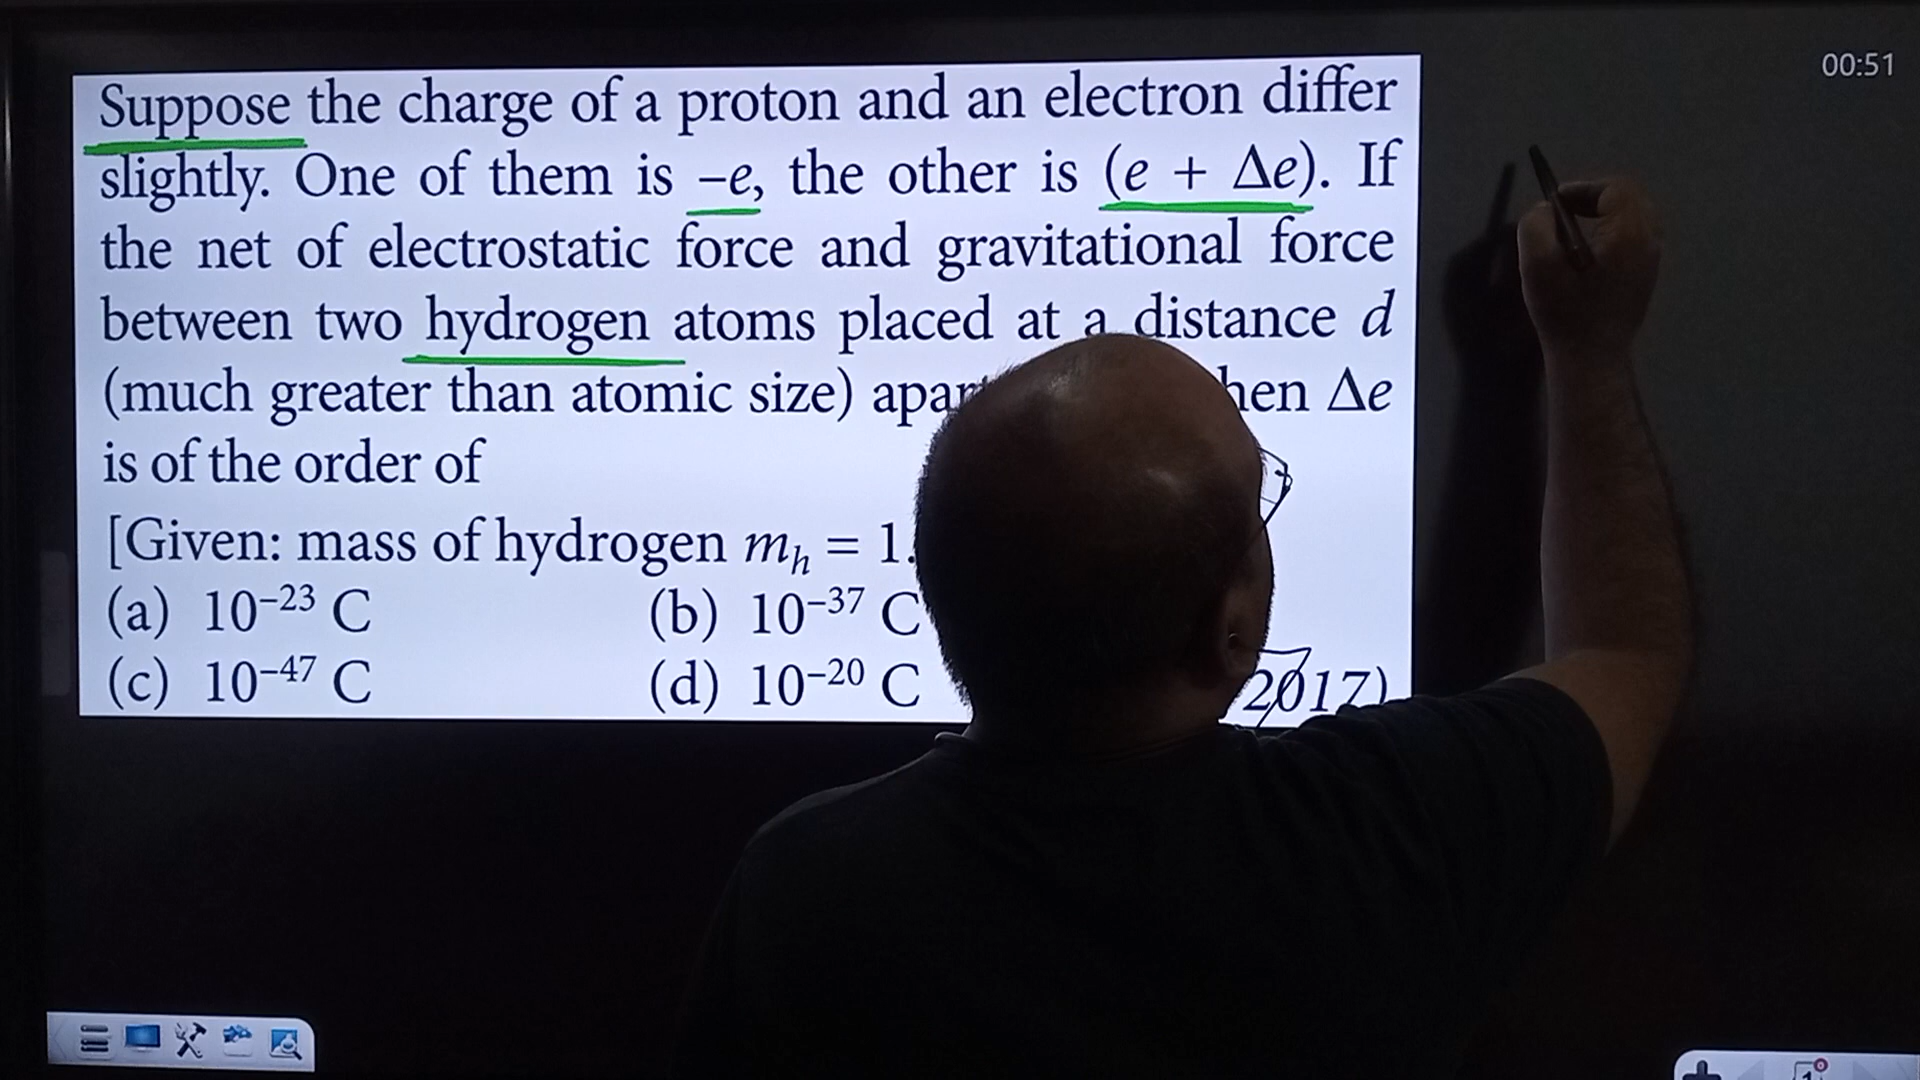 00:51
Suppose the charge of a proton and an electron differ
slightly. One of them is –e, the other is (e + Δe). If
the net of electrostatic force and gravitational force
between two hydrogen atoms placed at a distance d
(much greater than atomic size) Δe
is of the order of
[Given: mass of hydrogen mₕ = 1.
(a) 10⁻²³ C (b) 10⁻³⁷ C
(c) 10⁻⁴⁷ C (d) 10⁻²⁰ C 2017)